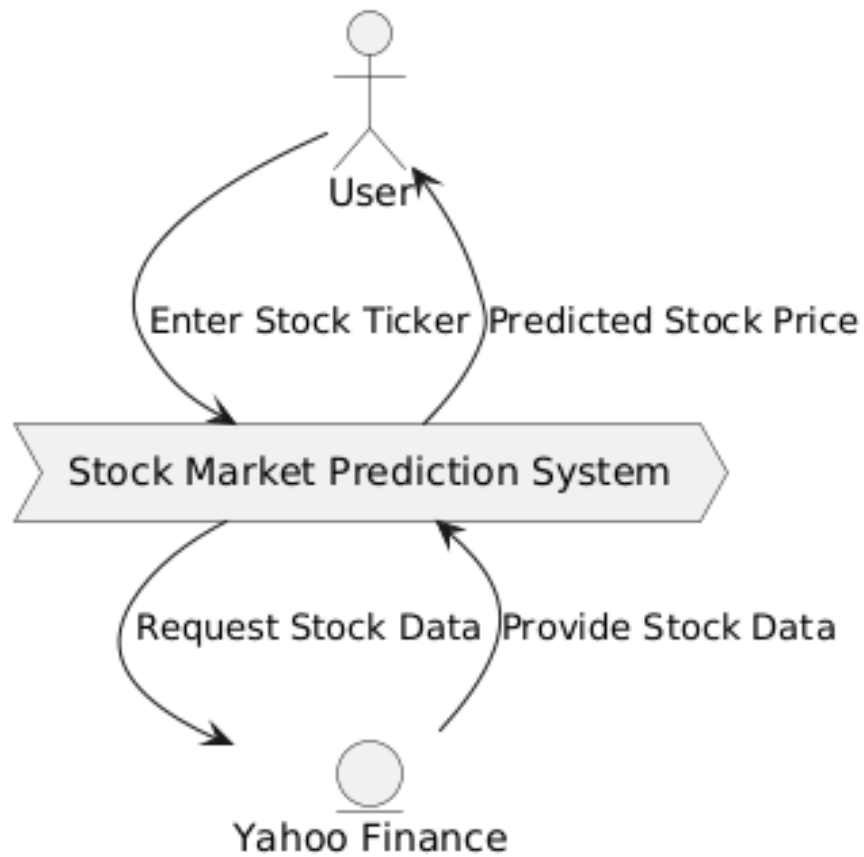 User
Enter Stock Ticker
Predicted Stock Price
Stock Market Prediction System
Request Stock Data
Provide Stock Data
Yahoo Finance